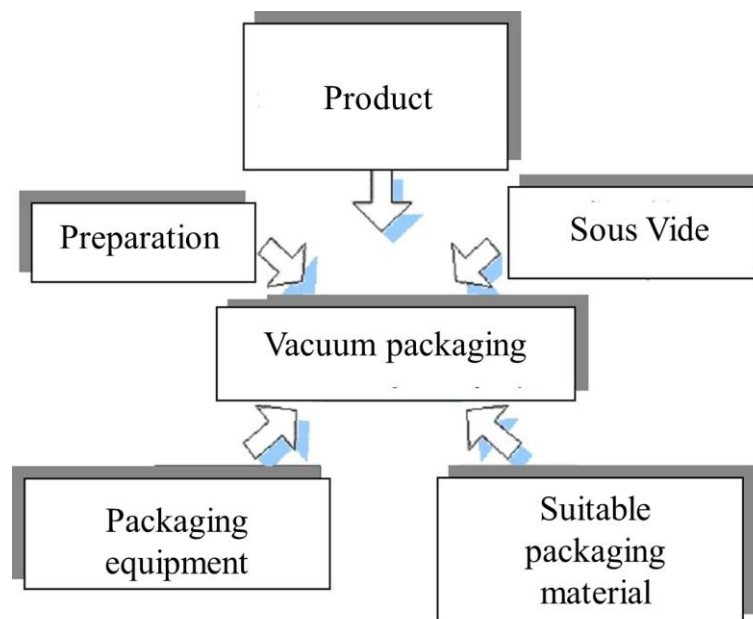 Product
Preparation
Sous Vide
Vacuum packaging
Packaging
equipment
Suitable
packaging
material